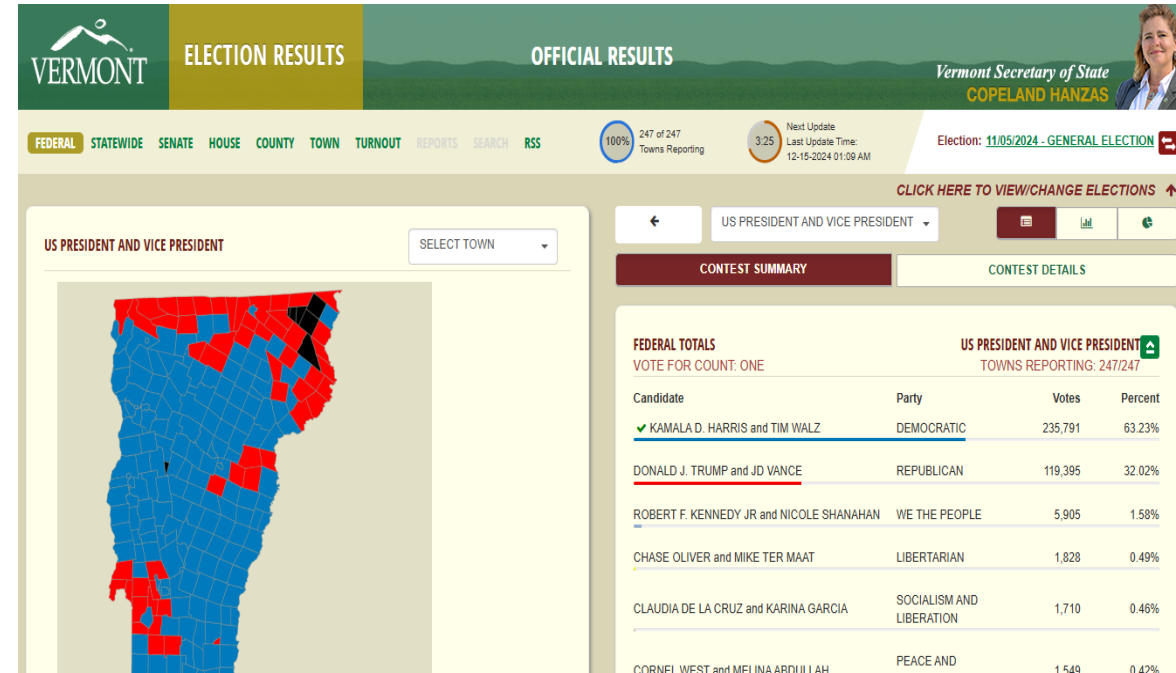 VERMONT
ELECTION RESULTS
OFFICIAL RESULTS
Vermont Secretary of State
COPELAND HANZAS
FEDERAL STATEWIDE SENATE HOUSE COUNTY TOWN TURNOUT REPORTS SEARCH RSS
100%
247 of 247
Towns Reporting
3:25
Next Update
Last Update Time:
12-15-2024 01:09 AM
Election: 11/05/2024 - GENERAL ELECTION
CLICK HERE TO VIEW/CHANGE ELECTIONS
US PRESIDENT AND VICE PRESIDENT
SELECT TOWN
US PRESIDENT AND VICE PRESIDENT
CONTEST SUMMARY
CONTEST DETAILS
FEDERAL TOTALS
US PRESIDENT AND VICE PRESIDENT
VOTE FOR COUNT: ONE
TOWNS REPORTING: 247/247
Candidate Party Votes Percent
KAMALA D. HARRIS and TIM WALZ DEMOCRATIC 235,791 63.23%
DONALD J. TRUMP and JD VANCE REPUBLICAN 119,395 32.02%
ROBERT F. KENNEDY JR and NICOLE SHANAHAN WE THE PEOPLE 5,905 1.58%
CHASE OLIVER and MIKE TER MAAT LIBERTARIAN 1,828 0.49%
CLAUDIA DE LA CRUZ and KARINA GARCIA SOCIALISM AND
LIBERATION 1,710 0.46%
CORNEL WEST and MELINA ABDULLAH PEACE AND
1,549 0.42%